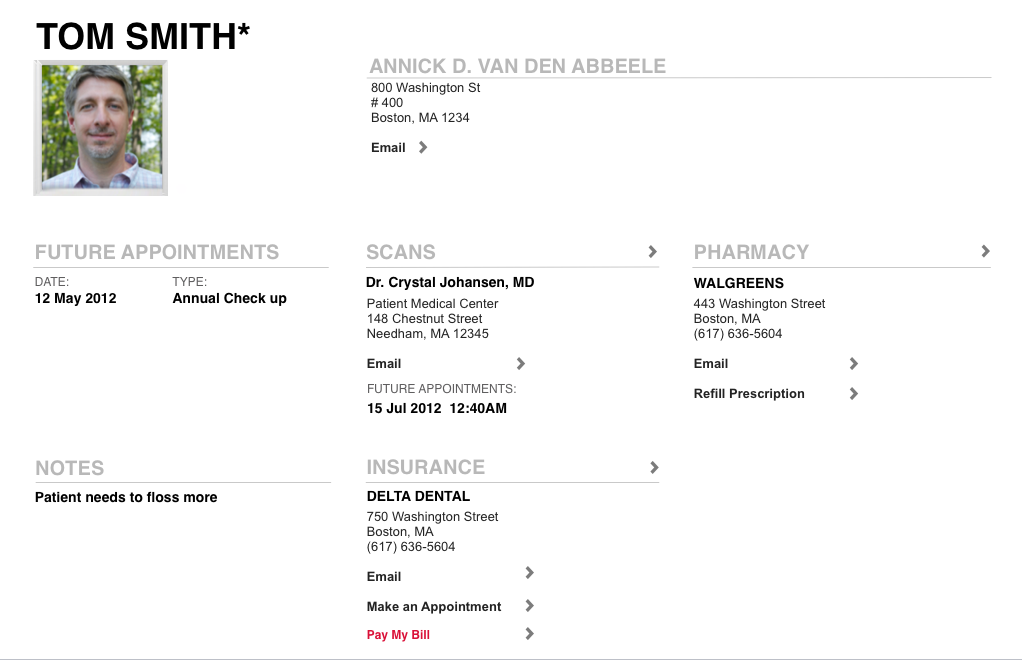 TOM SMITH*
ANNICK D. VAN DEN ABBEELE
800 Washington St
# 400
Boston, MA 1234
Email
FUTURE APPOINTMENTS
DATE: TYPE:
12 May 2012 Annual Check up
SCANS
Dr. Crystal Johansen, MD
Patient Medical Center
148 Chestnut Street
Needham, MA 12345
Email
FUTURE APPOINTMENTS:
15 Jul 2012 12:40AM
PHARMACY
WALGREENS
443 Washington Street
Boston, MA
(617) 636-5604
Email
Refill Prescription
NOTES
Patient needs to floss more
INSURANCE
DELTA DENTAL
750 Washington Street
Boston, MA
(617) 636-5604
Email
Make an Appointment
Pay My Bill